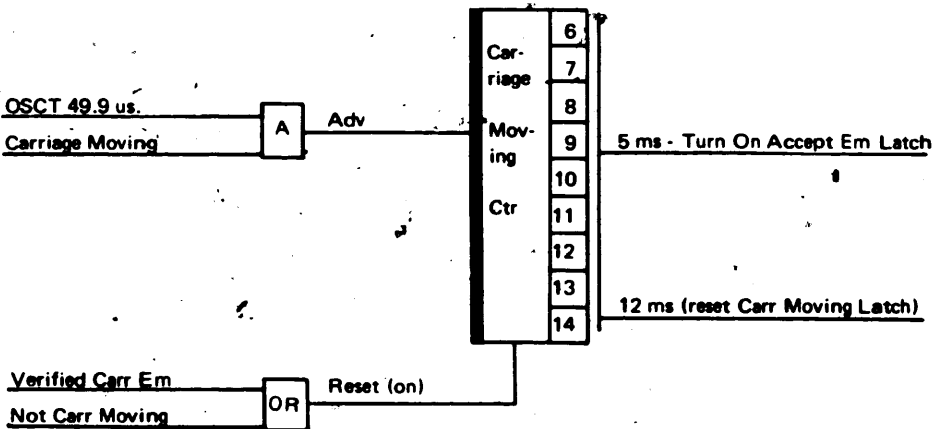 6
Car-
riage
7
8
OSCT 49.9 us.
A
Adv
Mov-
ing
9
5 ms - Turn On Accept Em Latch
Carriage Moving
10
Ctr
11
12
13
12 ms (reset Carr Moving Latch)
14
Verified Carr Em
OR
Reset (on)
Not Carr Moving